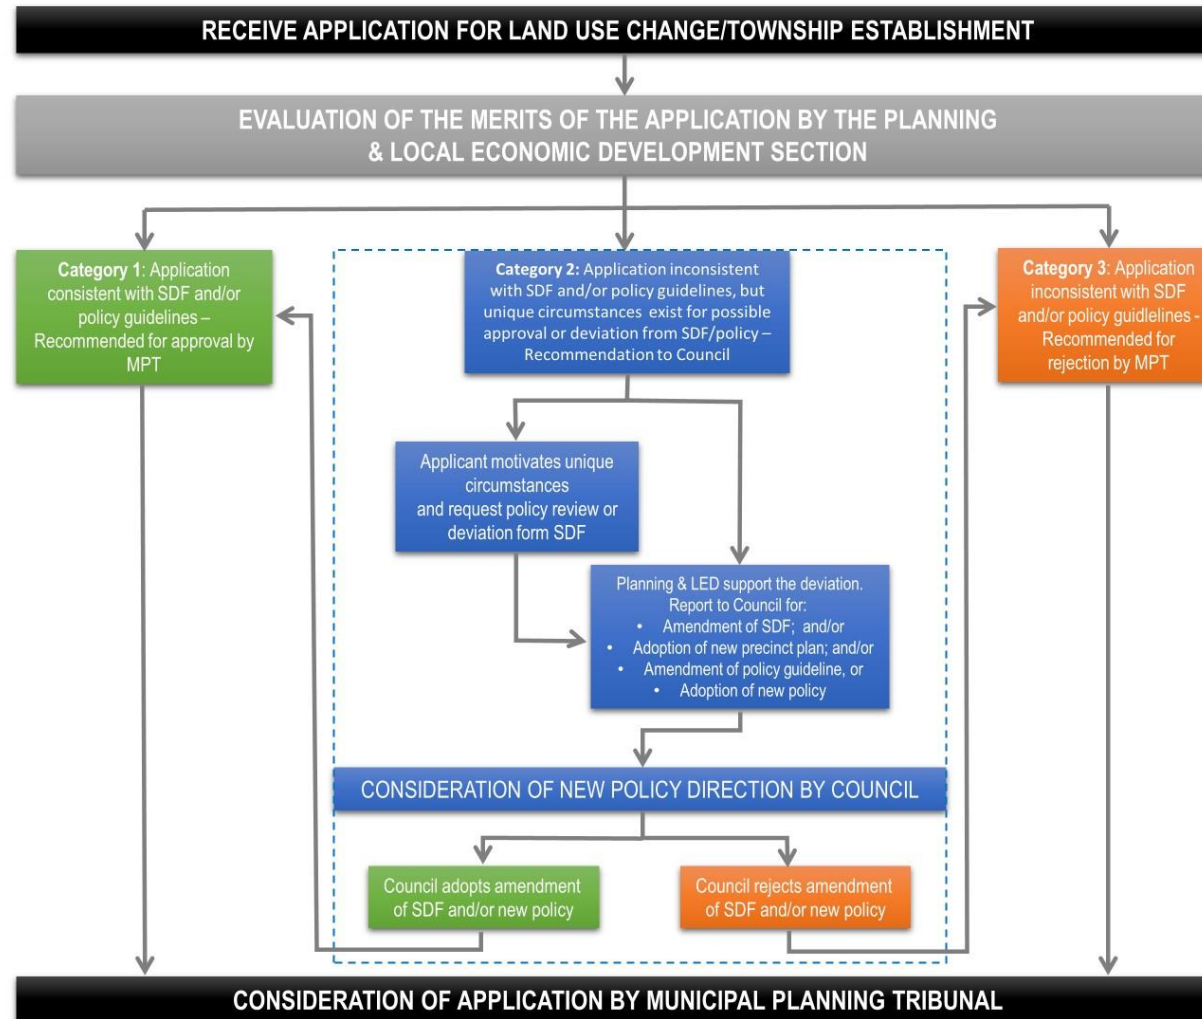 RECEIVE APPLICATION FOR LAND USE CHANGE/TOWNSHIP ESTABLISHMENT
EVALUATION OF THE MERITS OF THE APPLICATION BY THE PLANNING
& LOCAL ECONOMIC DEVELOPMENT SECTION
Category 1: Application
consistent with SDF and/or
policy guidelines –
Recommended for approval by
MPT
Category 2: Application inconsistent
with SDF and/or policy guidelines, but
unique circumstances exist for possible
approval or deviation from SDF/policy –
Recommendation to Council
Category 3: Application
inconsistent with SDF
and/or policy guidlelines -
Recommended for
rejection by MPT
Applicant motivates unique
circumstances
and request policy review or
deviation form SDF
Planning & LED support the deviation.
Report to Council for:
• Amendment of SDF; and/or
• Adoption of new precinct plan; and/or
• Amendment of policy guideline, or
• Adoption of new policy
CONSIDERATION OF NEW POLICY DIRECTION BY COUNCIL
Council adopts amendment
of SDF and/or new policy
Council rejects amendment
of SDF and/or new policy
CONSIDERATION OF APPLICATION BY MUNICIPAL PLANNING TRIBUNAL